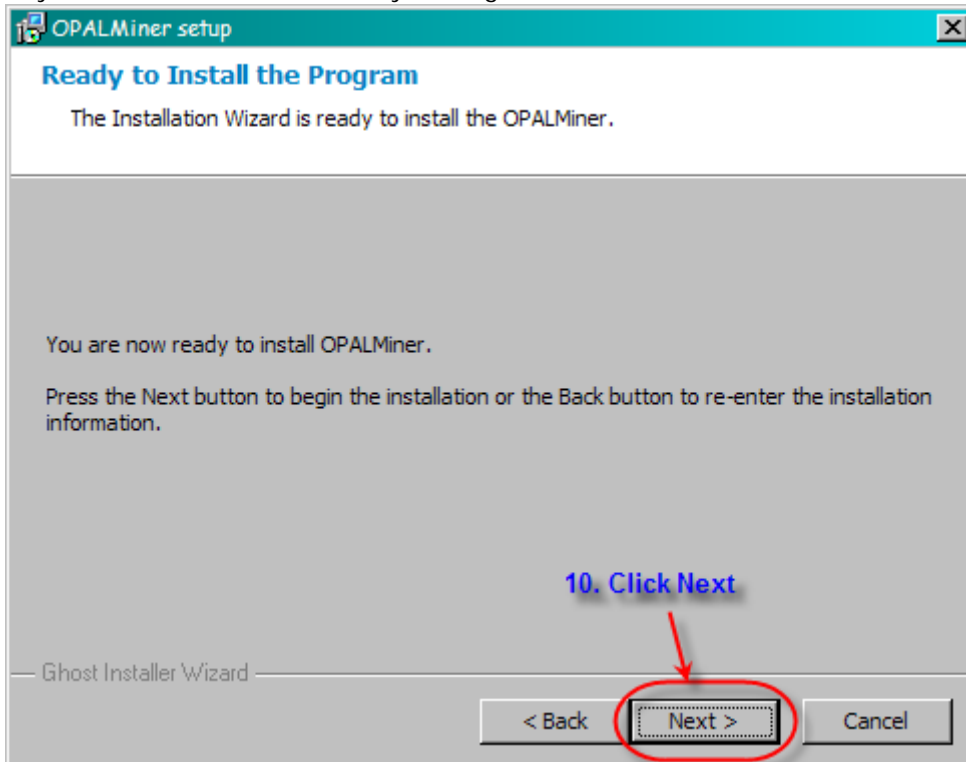 OPALMiner setup
Ready to Install the Program
The Installation Wizard is ready to install the OPALMiner.
You are now ready to install OPALMiner.
Press the Next button to begin the installation or the Back button to re-enter the installation
information.
10. Click Next
Ghost Installer Wizard
< Back Next > Cancel